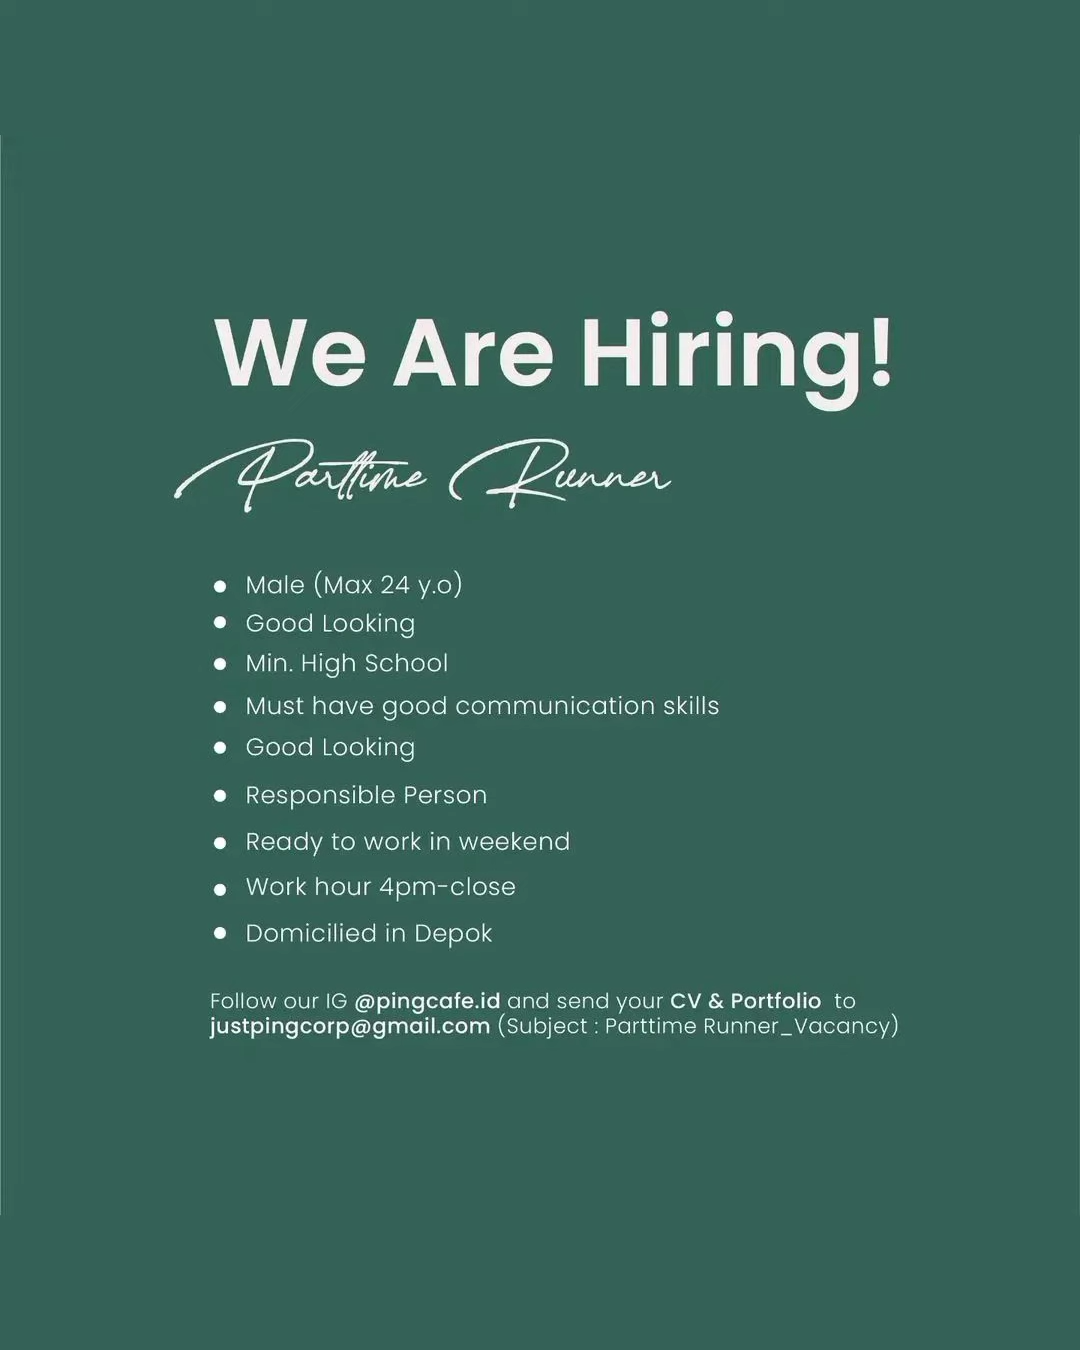 We Are Hiring!
Parttime Runner
Male (Max 24 y.o)
Good Looking
Min. High School
Must have good communication skills
Good Looking
Responsible Person
Ready to work in weekend
Work hour 4pm-close
Domicilied in Depok
Follow our IG @pingcafe.id and send your CV & Portfolio to
justpingcorp@gmail.com (Subject : Parttime Runner_Vacancy)